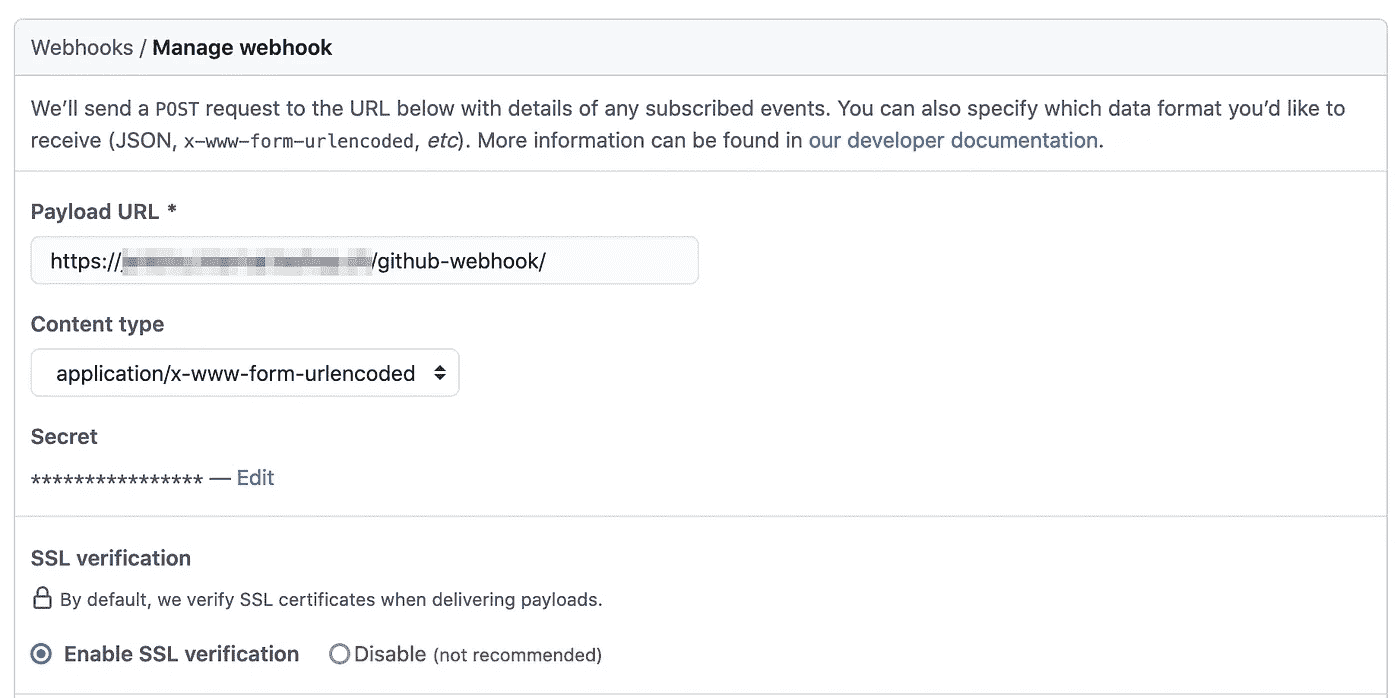 Webhooks / Manage webhook
We’ll send a POST request to the URL below with details of any subscribed events. You can also specify which data format you’d like to
receive (JSON, x-www-form-urlencoded, etc). More information can be found in our developer documentation.
Payload URL *
https:// /github-webhook/
Content type
application/x-www-form-urlencoded
Secret
**************** — Edit
SSL verification
By default, we verify SSL certificates when delivering payloads.
Enable SSL verification Disable (not recommended)